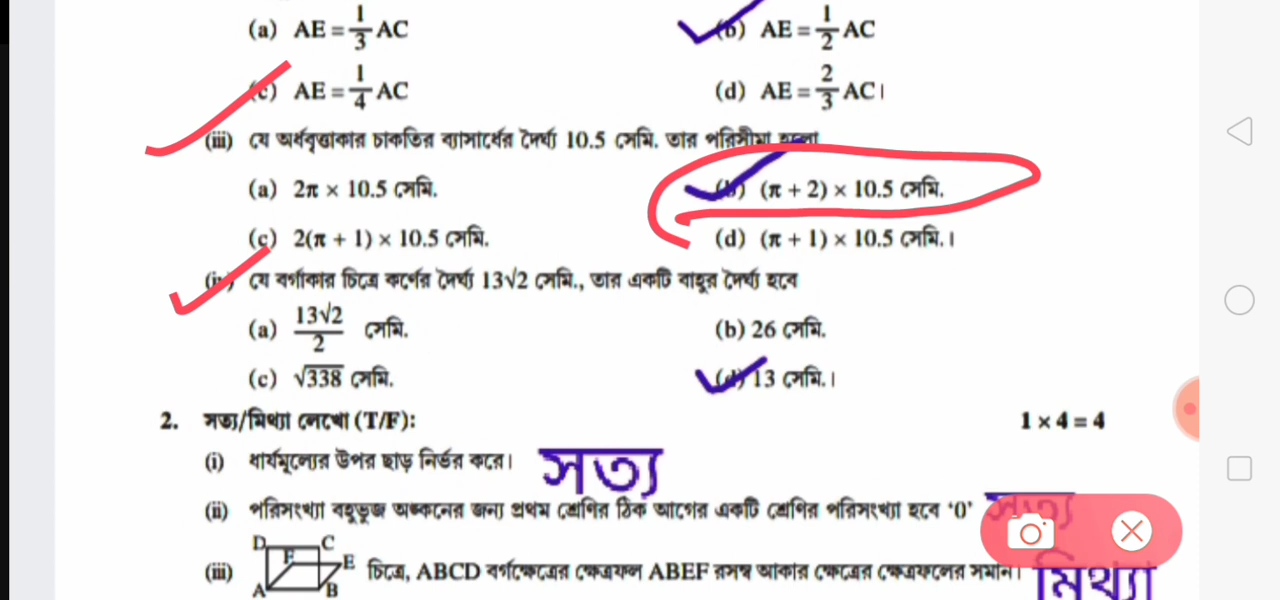 (a) AE = 1/3 AC (b) AE = 1/2 AC
(c) AE = 1/4 AC (d) AE = 2/3 AC।
(iii) যে অর্ধবৃত্তাকার চাকতির ব্যাসার্ধের দৈর্ঘ্য 10.5 সেমি. তার পরিসীমা হলো
(a) 2π × 10.5 সেমি. (b) (π + 2) × 10.5 সেমি.
(c) 2(π + 1) × 10.5 সেমি. (d) (π + 1) × 10.5 সেমি.।
(iv) যে বর্গাকার চিত্রে কর্ণের দৈর্ঘ্য 13√2 সেমি., তার একটি বাহুর দৈর্ঘ্য হবে
(a) 13√2/2 সেমি. (b) 26 সেমি.
(c) √338 সেমি. (d) 13 সেমি.।
2. সত্য/মিথ্যা লেখো (T/F): 1 × 4 = 4
(i) ধার্যমূল্যের উপর ছাড় নির্ভর করে। সত্য
(ii) পরিসংখ্যা বহুভুজ অঙ্কনের জন্য প্রথম শ্রেণির ঠিক আগের একটি শ্রেণির পরিসংখ্যা হবে ‘0’ সত্য
D C F E A B
(iii) চিত্রে, ABCD বর্গক্ষেত্রের ক্ষেত্রফল ABEF রম্বস আকার ক্ষেত্রের ক্ষেত্রফলের সমান। মিথ্যা